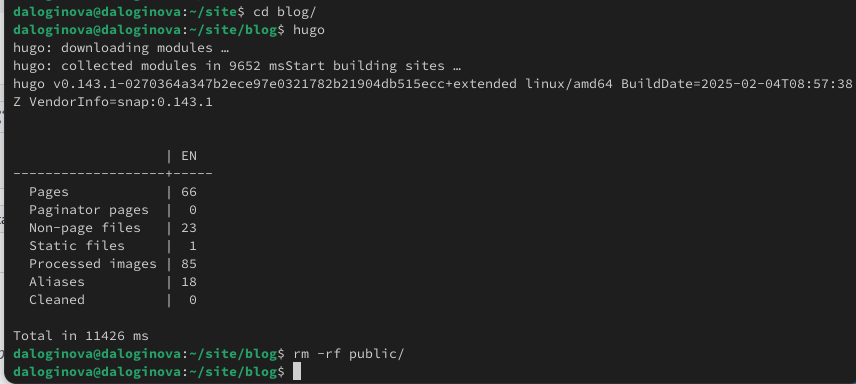 daloginova@daloginova:~/site$ cd blog/
daloginova@daloginova:~/site/blog$ hugo
hugo: downloading modules …
hugo: collected modules in 9652 msStart building sites …
hugo v0.143.1-0270364a347b2ece97e0321782b21904db515ecc+extended linux/amd64 BuildDate=2025-02-04T08:57:38
Z VendorInfo=snap:0.143.1
| EN
-------------------+-----
Pages | 66
Paginator pages | 0
Non-page files | 23
Static files | 1
Processed images | 85
Aliases | 18
Cleaned | 0
Total in 11426 ms
daloginova@daloginova:~/site/blog$ rm -rf public/
daloginova@daloginova:~/site/blog$